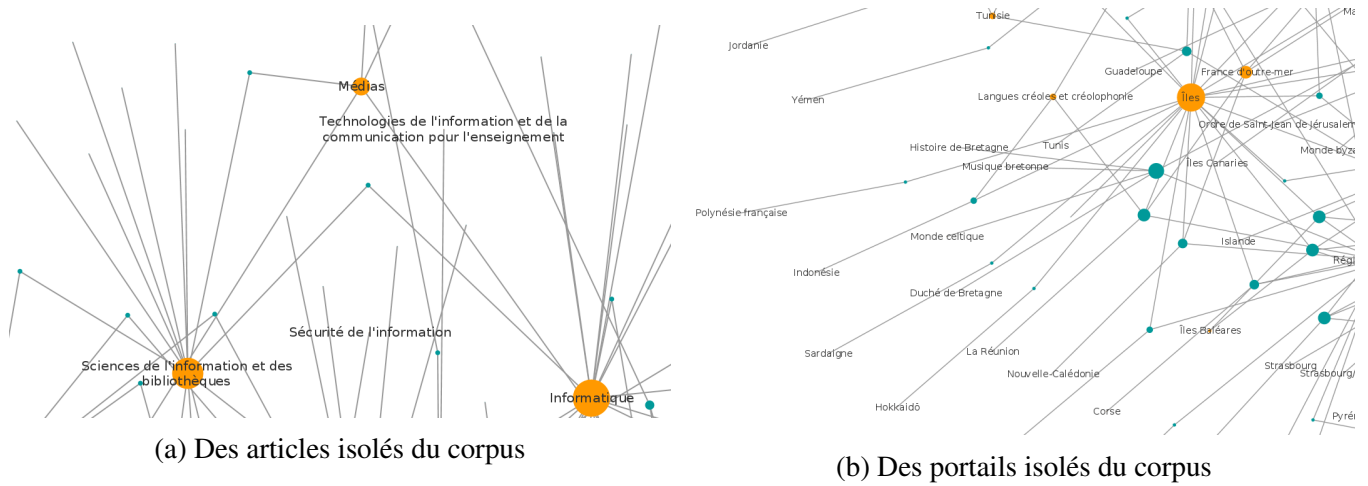 Médias
Technologies de l'information et de la
communication pour l'enseignement
Sécurité de l'information
Sciences de l'information et des
bibliothèques
Informatique
(a) Des articles isolés du corpus
Tunisie
Jordanie
Guadeloupe
France d'outre-mer
Yémen
Langues créoles et créolophonie
Îles
Ordre de Saint-Jean de Jérusalem
Histoire de Bretagne
Tunis
Monde byza
Musique bretonne
Îles Canaries
Polynésie française
Monde celtique
Islande
Régi
Indonésie
Duché de Bretagne
Îles Baléares
Sardaigne
La Réunion
Strasbourg
Nouvelle-Calédonie
Strasbourg/
Hokkaidō
Corse
Pyrén
(b) Des portails isolés du corpus